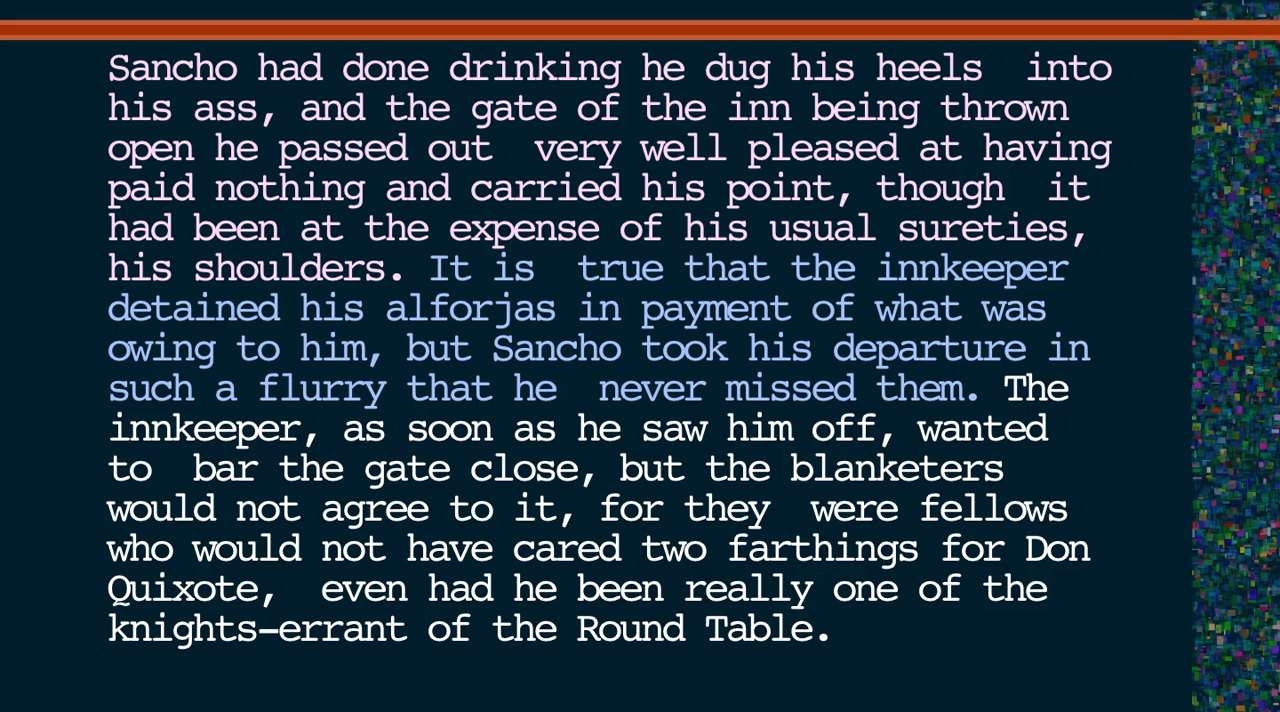 Sancho had done drinking he dug his heels  into
his ass, and the gate of the inn being thrown
open he passed out  very well pleased at having
paid nothing and carried his point, though  it
had been at the expense of his usual sureties,
his shoulders. It is  true that the innkeeper
detained his alforjas in payment of what was
owing to him, but Sancho took his departure in
such a flurry that he  never missed them. The
innkeeper, as soon as he saw him off, wanted
to  bar the gate close, but the blanketers
would not agree to it, for they  were fellows
who would not have cared two farthings for Don
Quixote,  even had he been really one of the
knights-errant of the Round Table.